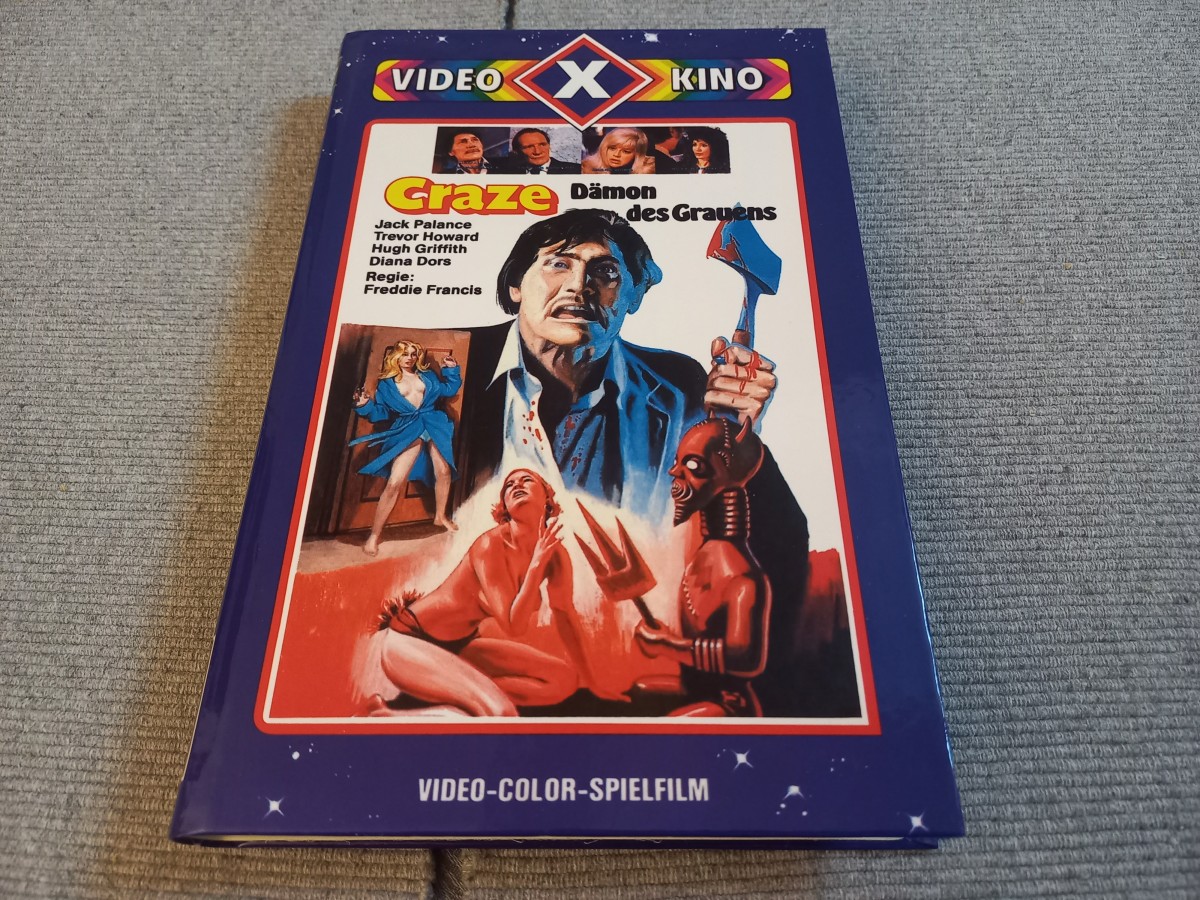 VIDEO X KINO
Craze Dämon
des Grauens
Jack Palance
Trevor Howard
Hugh Griffith
Diana Dors
Regie:
Freddie Francis
VIDEO-COLOR-SPIELFILM